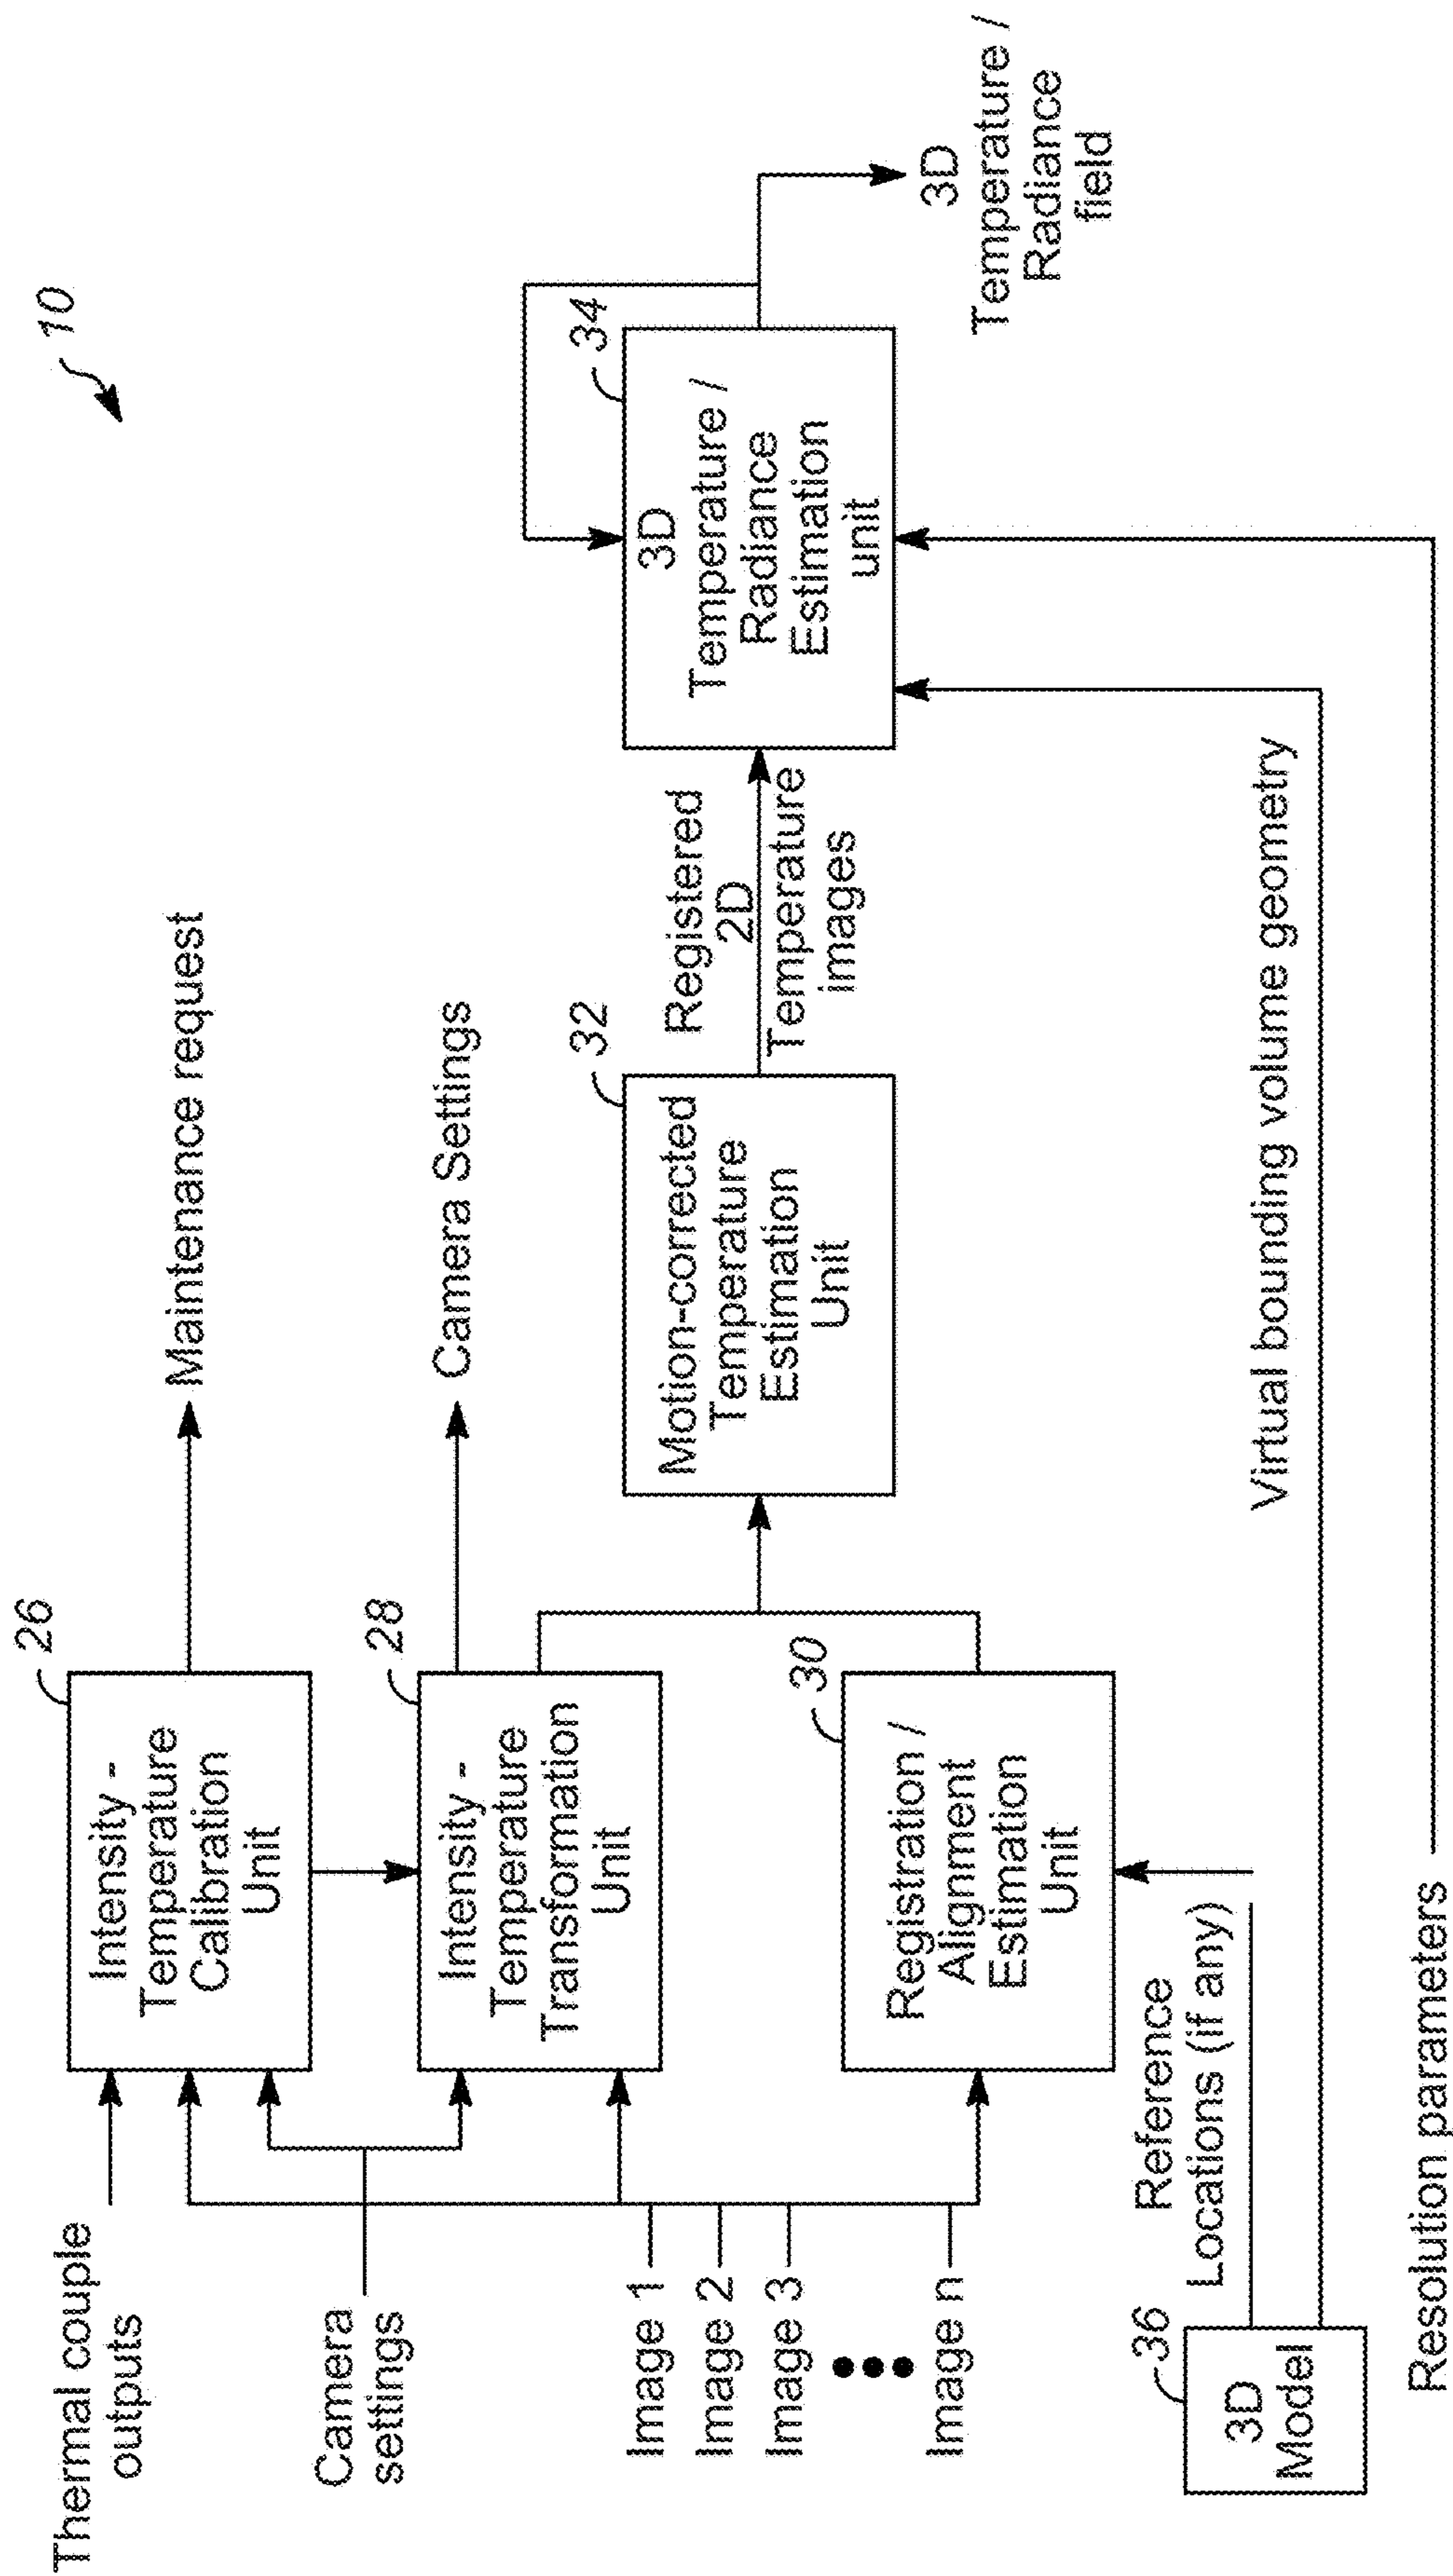 10
Thermal couple
outputs
Camera
settings
Image 1
Image 2
Image 3
Image n
26
Intensity -
Temperature
Calibration
Unit
Maintenance request
28
Intensity -
Temperature
Transformation
Unit
Camera Settings
30
Registration /
Alignment
Estimation
Unit
32
Motion-corrected
Temperature
Estimation
Unit
Registered
2D
Temperature
images
34
3D
Temperature /
Radiance
Estimation
unit
3D
Temperature /
Radiance
field
36
3D
Model
Reference
Locations (if any)
Virtual bounding volume geometry
Resolution parameters